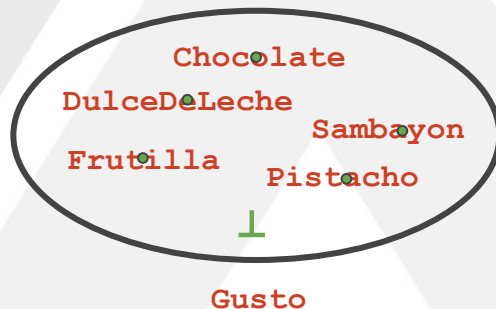 Chocolate
DulceDeLeche
Sambayon
Frutilla
Pistacho
⊥
Gusto